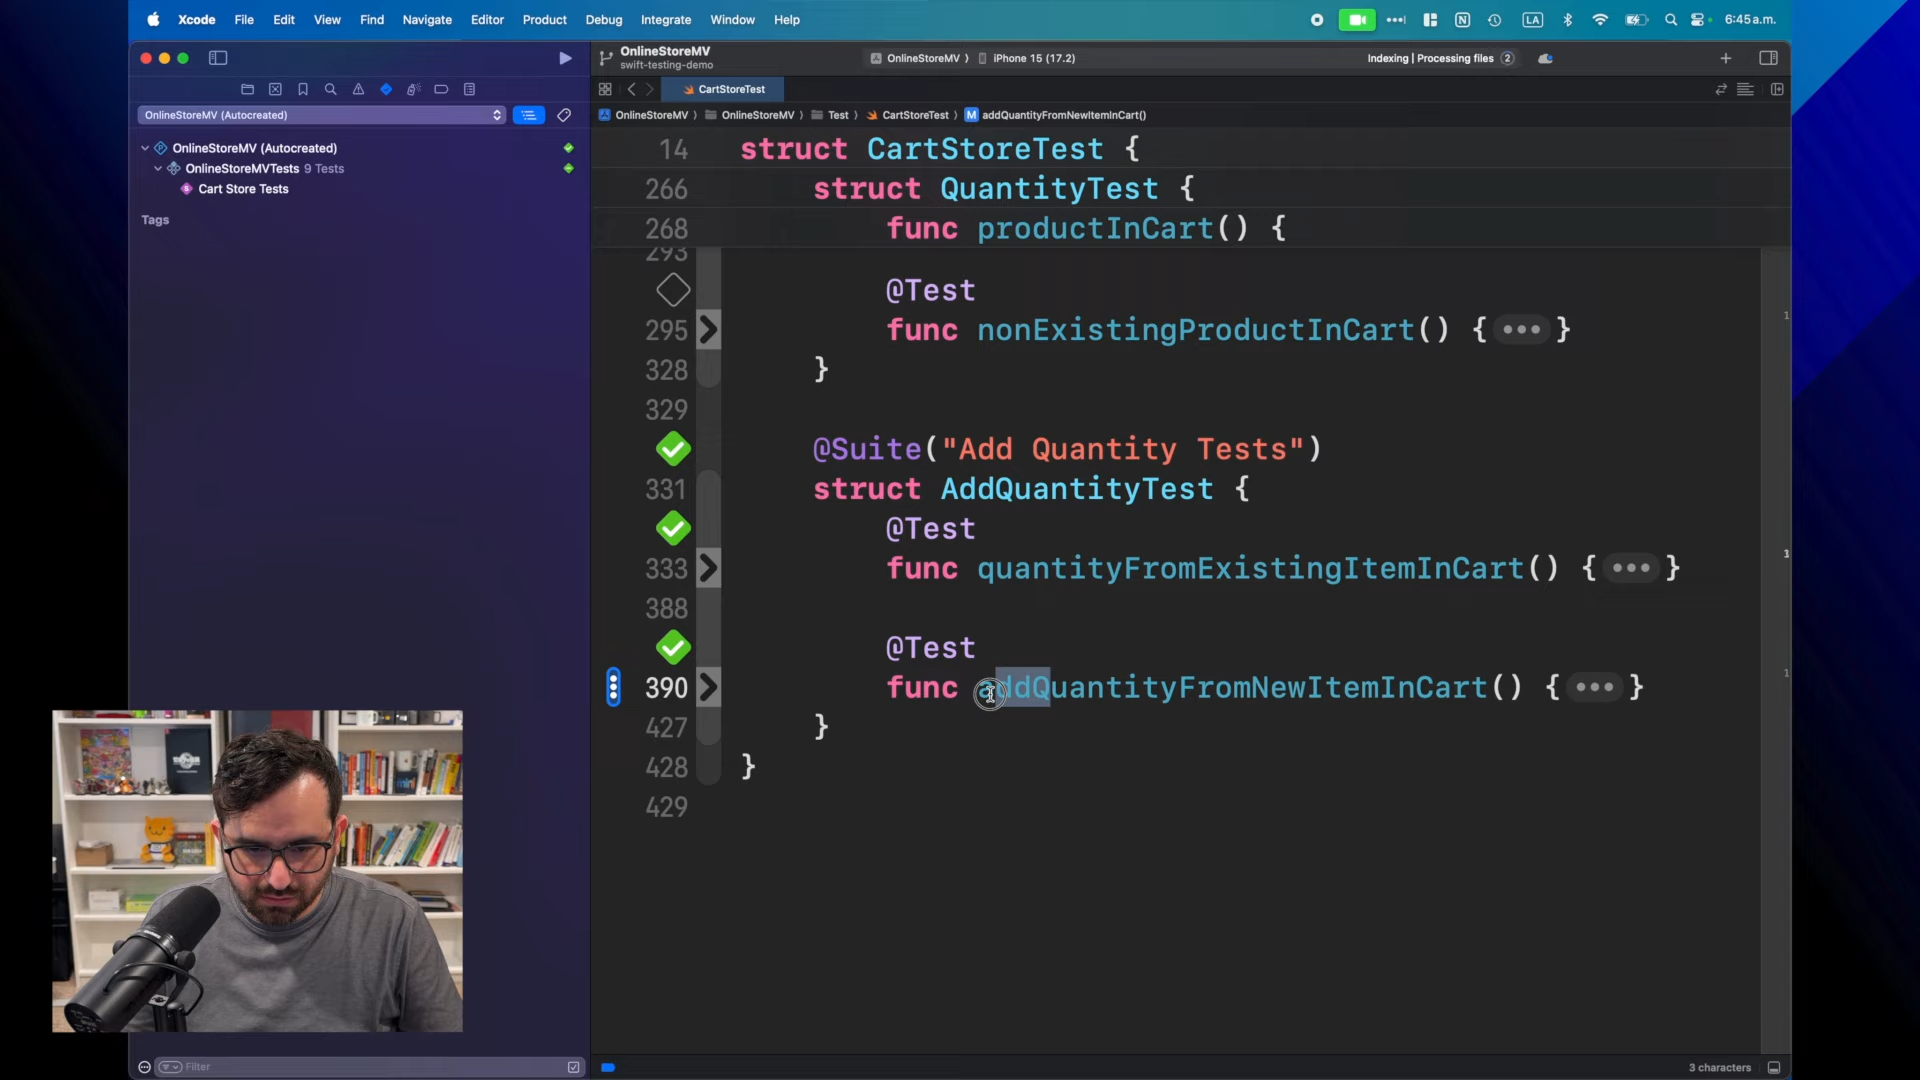 Xcode File Edit View Find Navigate Editor Product Debug Integrate Window Help
LA
6:45 a.m.
OnlineStoreMV
swift-testing-demo
OnlineStoreMV
iPhone 15 (17.2)
Indexing | Processing files 2
CartStoreTest
OnlineStoreMV (Autocreated)
OnlineStoreMV
OnlineStoreMV
Test
CartStoreTest
M addQuantityFromNewItemInCart()
OnlineStoreMV (Autocreated)
OnlineStoreMVTests 9 Tests
Cart Store Tests
Tags
14 struct CartStoreTest {
266 struct QuantityTest {
268 func productInCart() {
293
@Test
295 func nonExistingProductInCart() {•••}
328 }
329
@Suite("Add Quantity Tests")
331 struct AddQuantityTest {
@Test
333 func quantityFromExistingItemInCart() {•••}
388
@Test
390 func addQuantityFromNewItemInCart() {•••}
427 }
428 }
429
Filter
3 characters